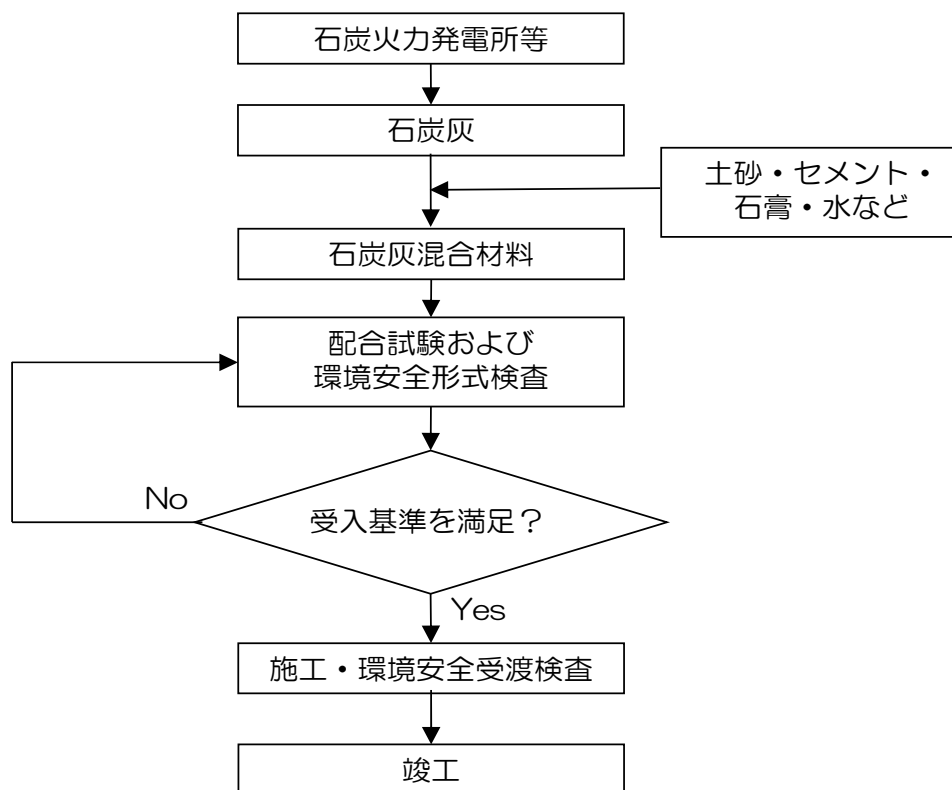 石炭火力発電所等
石炭灰
土砂・セメント・
石膏・水など
石炭灰混合材料
配合試験および
環境安全形式検査
No
受入基準を満足？
Yes
施工・環境安全受渡検査
竣工